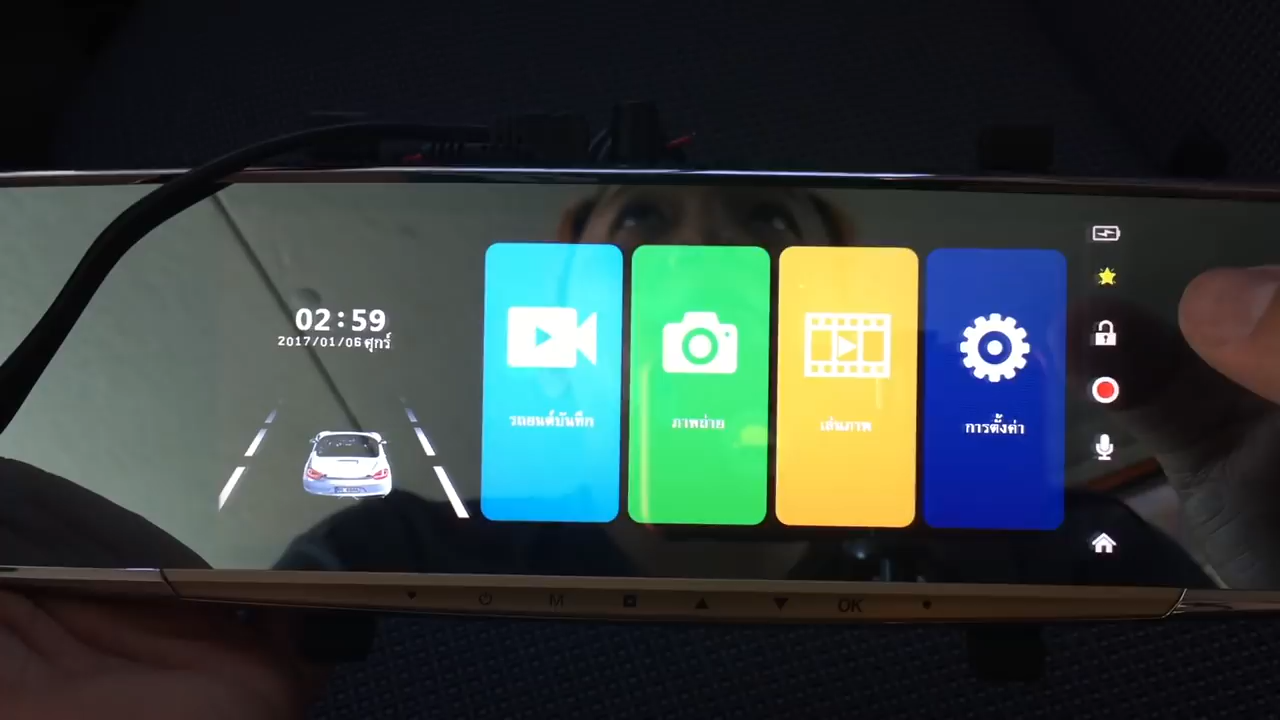 02:59
2017/01/06 ศุกร์
รถยนต์บันทึก
ภาพถ่าย
เล่นภาพ
การตั้งค่า
M
OK